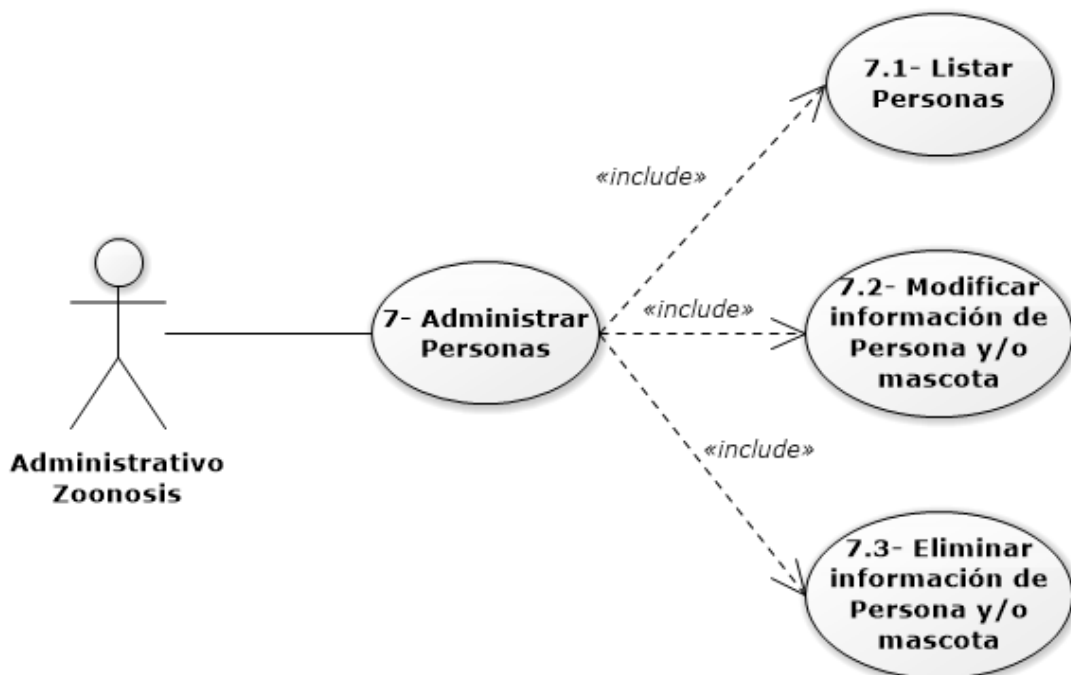 7.1- Listar
Personas
«include»
7.2- Modificar
información de
Persona y/o
mascota
«include»
7- Administrar
Personas
«include»
Administrativo
Zoonosis
7.3- Eliminar
información de
Persona y/o
mascota